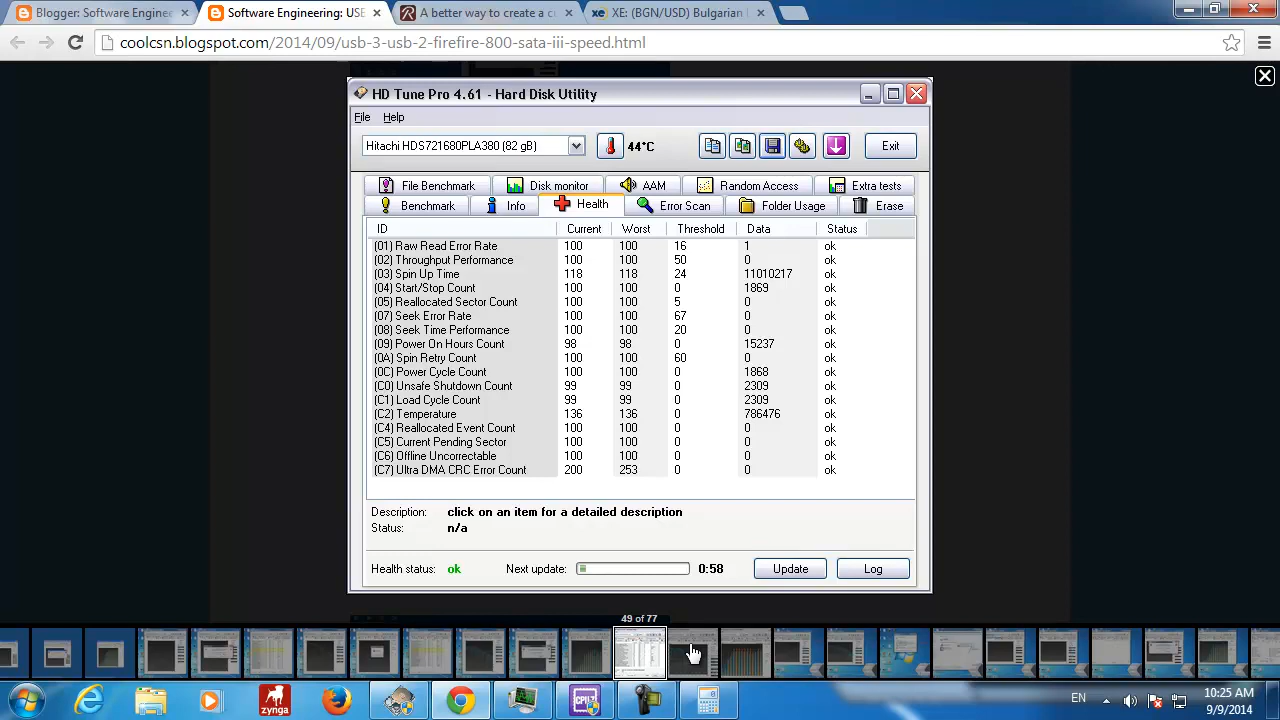 Blogger: Software Enginee
Software Engineering: USE
A better way to create a c
XE: (BGN/USD) Bulgarian
coolcsn.blogspot.com/2014/09/usb-3-usb-2-firefire-800-sata-iii-speed.html
HD Tune Pro 4.61 - Hard Disk Utility
File Help
Hitachi HDS721680PLA380 (82 gB) 44°C Exit
File Benchmark Disk monitor AAM Random Access Extra tests
Benchmark Info Health Error Scan Folder Usage Erase
ID Current Worst Threshold Data Status
(01) Raw Read Error Rate 100 100 16 1 ok
(02) Throughput Performance 100 100 50 0 ok
(03) Spin Up Time 118 118 24 11010217 ok
(04) Start/Stop Count 100 100 0 1869 ok
(05) Reallocated Sector Count 100 100 5 0 ok
(07) Seek Error Rate 100 100 67 0 ok
(08) Seek Time Performance 100 100 20 0 ok
(09) Power On Hours Count 98 98 0 15237 ok
(0A) Spin Retry Count 100 100 60 0 ok
(0C) Power Cycle Count 100 100 0 1868 ok
(C0) Unsafe Shutdown Count 99 99 0 2309 ok
(C1) Load Cycle Count 99 99 0 2309 ok
(C2) Temperature 136 136 0 786476 ok
(C4) Reallocated Event Count 100 100 0 0 ok
(C5) Current Pending Sector 100 100 0 0 ok
(C6) Offline Uncorrectable 100 100 0 0 ok
(C7) Ultra DMA CRC Error Count 200 253 0 0 ok
Description: click on an item for a detailed description
Status: n/a
Health status: ok Next update: 0:58 Update Log
49 of 77
zynga
CPU
EN
10:25 AM
9/9/2014